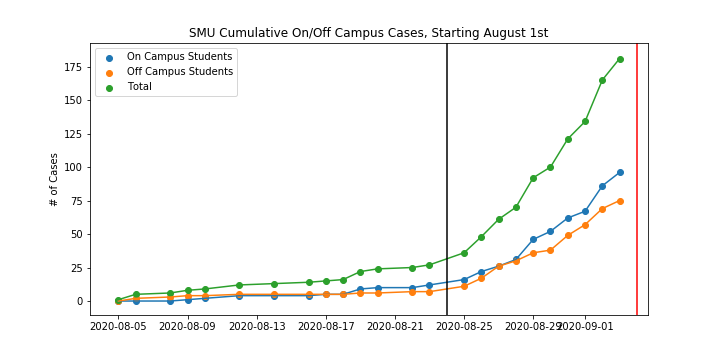 SMU Cumulative On/Off Campus Cases, Starting August 1st
On Campus Students
Off Campus Students
Total
# of Cases
175
150
125
100
75
50
25
0
2020-08-05 2020-08-09 2020-08-13 2020-08-17 2020-08-21 2020-08-25 2020-08-29 2020-09-01